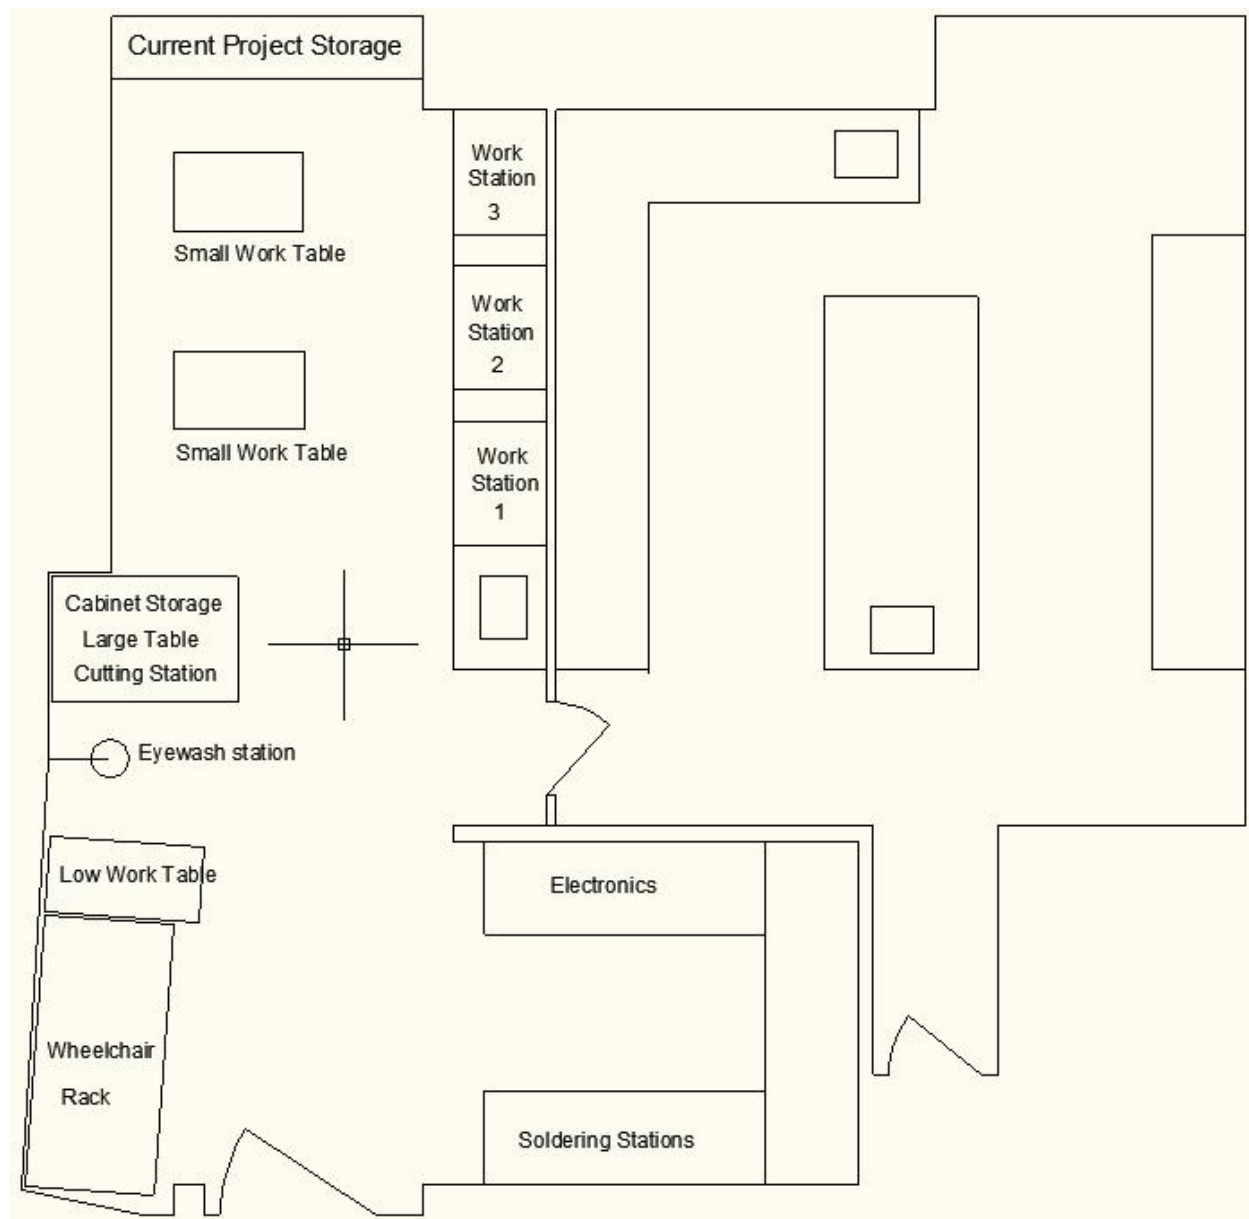 Current Project Storage
Work
Station
3
Small Work Table
Work
Station
2
Small Work Table
Work
Station
1
Cabinet Storage
Large Table
Cutting Station
Eyewash station
Low Work Table
Electronics
Wheelchair
Rack
Soldering Stations